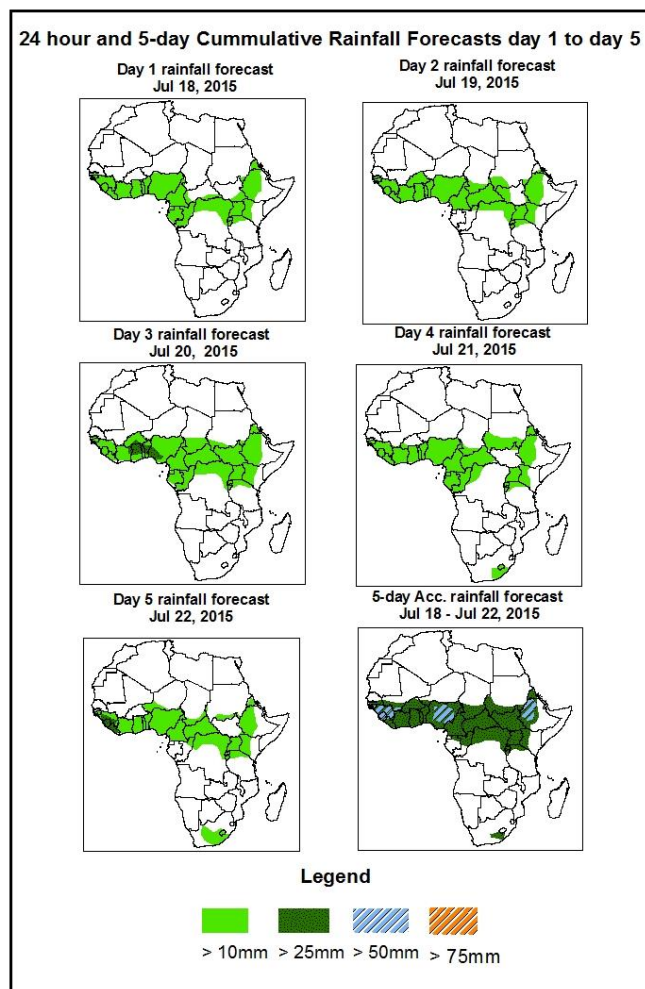 24 hour and 5-day Cummulative Rainfall Forecasts day 1 to day 5
Day 1 rainfall forecast
Jul 18, 2015
Day 2 rainfall forecast
Jul 19, 2015
Day 3 rainfall forecast
Jul 20, 2015
Day 4 rainfall forecast
Jul 21, 2015
Day 5 rainfall forecast
Jul 22, 2015
5-day Acc. rainfall forecast
Jul 18 - Jul 22, 2015
Legend
> 10mm > 25mm > 50mm > 75mm